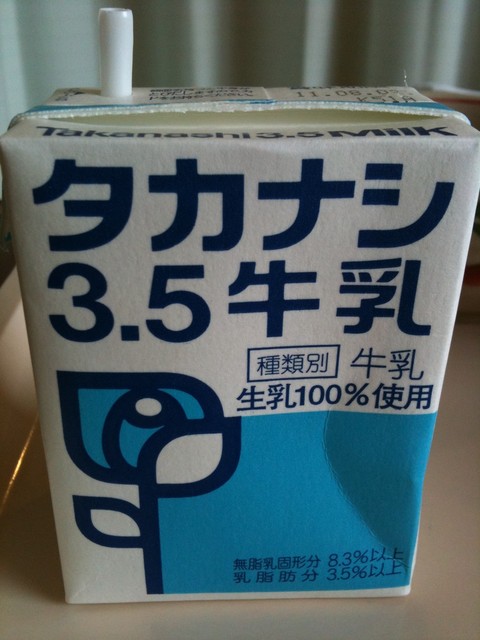 Takanashi 3.5 Milk
タカナシ
3.5牛乳
種類別 牛乳
生乳100%使用
無脂乳固形分 8.3%以上
乳脂肪分 3.5%以上